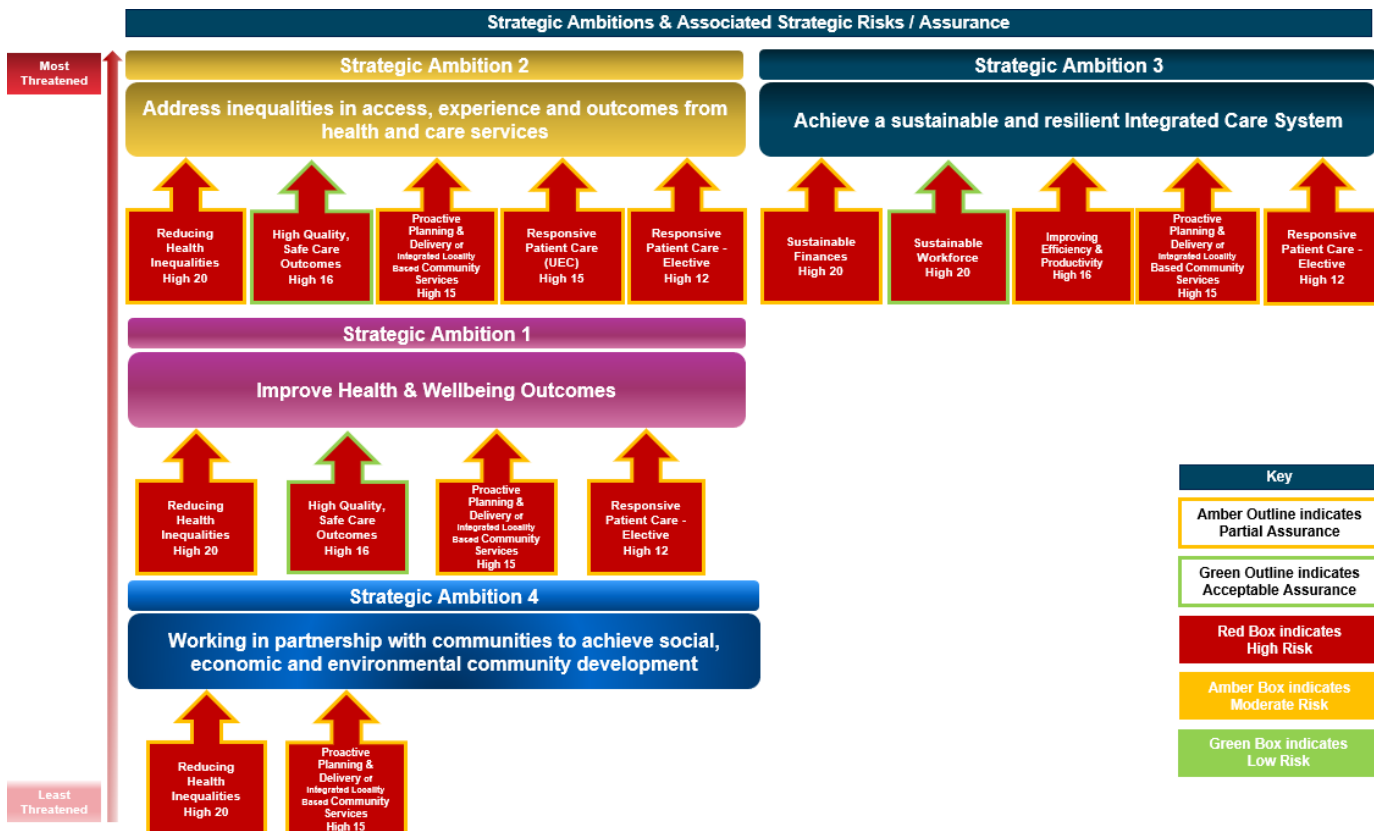 Strategic Ambitions & Associated Strategic Risks / Assurance
Most
Threatened
Strategic Ambition 2
Address inequalities in access, experience and outcomes from
health and care services
Reducing
Health
Inequalities
High 20
High Quality,
Safe Care
Outcomes
High 16
Proactive
Planning &
Delivery of
Integrated Locality
Based Community
Services
High 15
Responsive
Patient Care
(UEC)
High 15
Responsive
Patient Care -
Elective
High 12
Strategic Ambition 3
Achieve a sustainable and resilient Integrated Care System
Sustainable
Finances
High 20
Sustainable
Workforce
High 20
Improving
Efficiency &
Productivity
High 16
Proactive
Planning &
Delivery of
Integrated Locality
Based Community
Services
High 15
Responsive
Patient Care -
Elective
High 12
Strategic Ambition 1
Improve Health & Wellbeing Outcomes
Reducing
Health
Inequalities
High 20
High Quality,
Safe Care
Outcomes
High 16
Proactive
Planning &
Delivery of
Integrated Locality
Based Community
Services
High 15
Responsive
Patient Care -
Elective
High 12
Strategic Ambition 4
Working in partnership with communities to achieve social,
economic and environmental community development
Reducing
Health
Inequalities
High 20
Proactive
Planning &
Delivery of
Integrated Locality
Based Community
Services
High 15
Least
Threatened
Key
Amber Outline indicates
Partial Assurance
Green Outline indicates
Acceptable Assurance
Red Box indicates
High Risk
Amber Box indicates
Moderate Risk
Green Box indicates
Low Risk